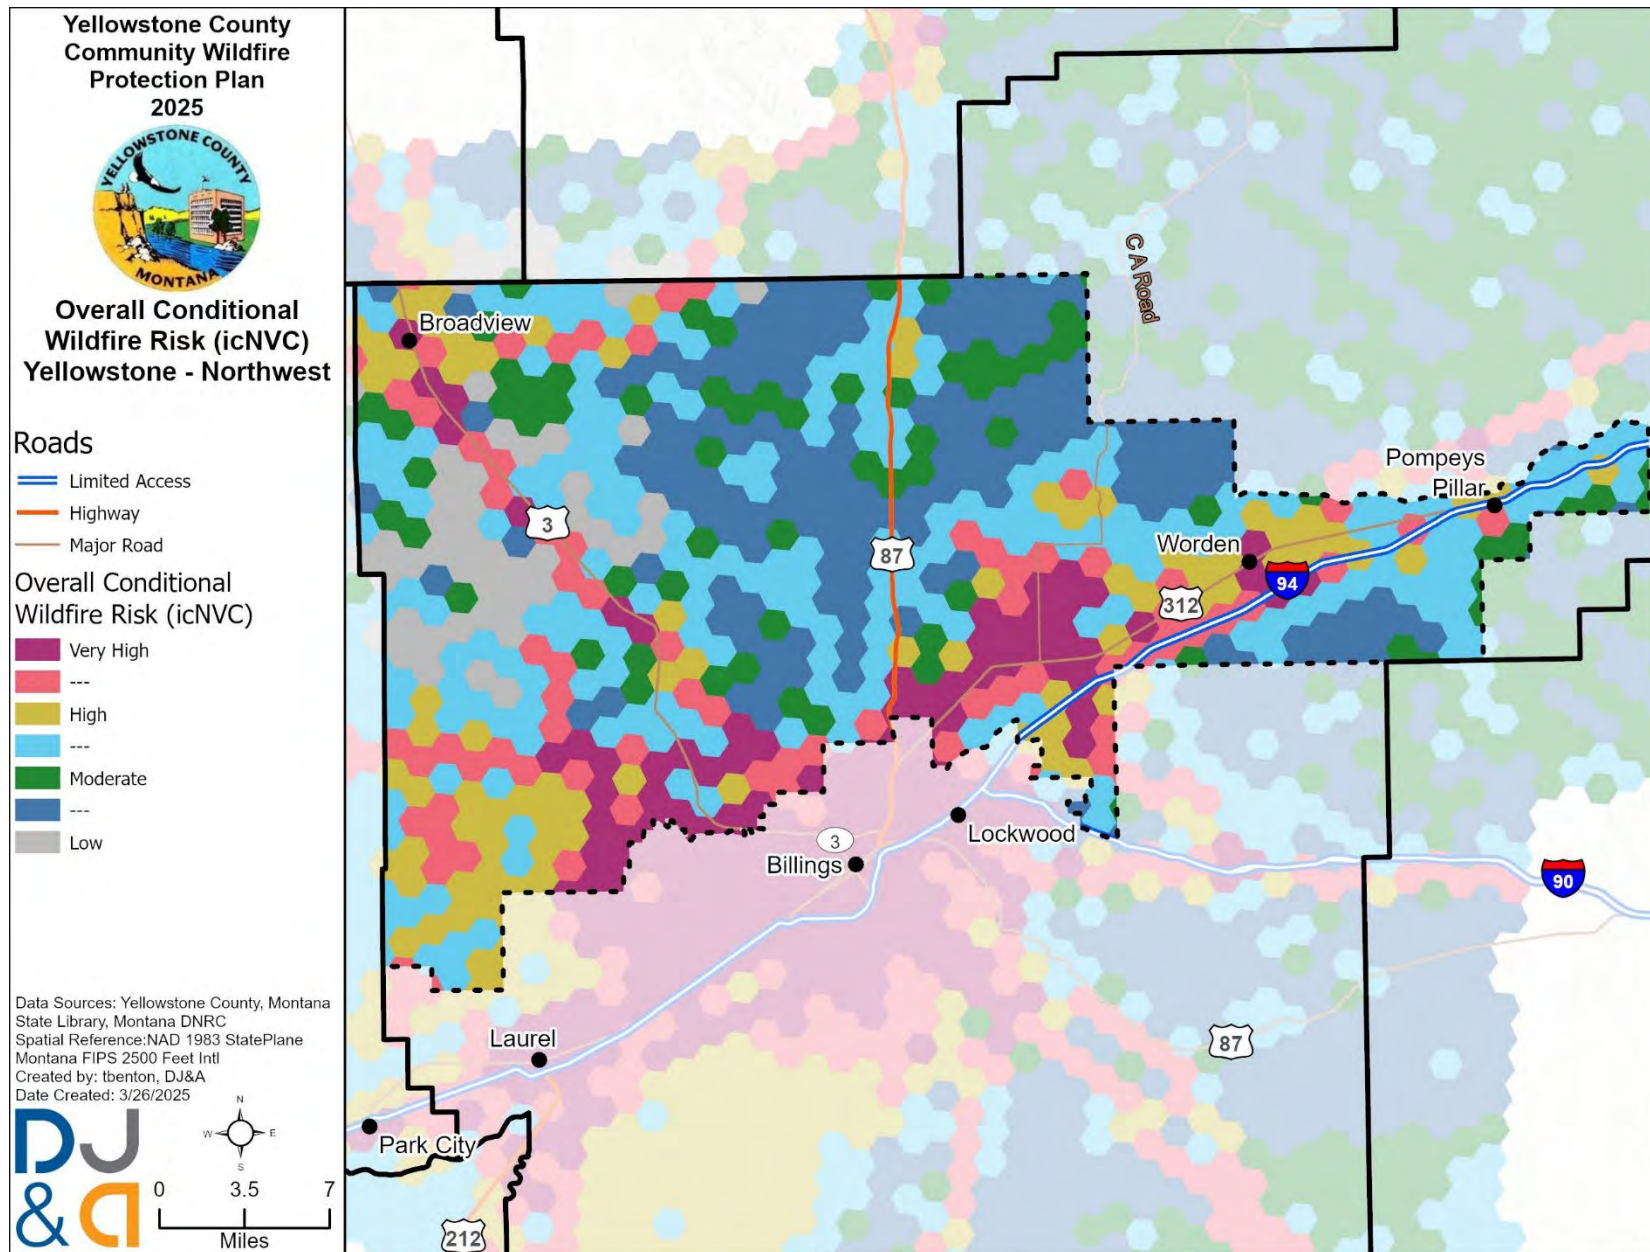 Yellowstone County
Community Wildfire
Protection Plan
2025
YELLOWSTONE COUNTY
MONTANA
Overall Conditional
Wildfire Risk (icNVC)
Yellowstone - Northwest
Roads
Limited Access
Highway
Major Road
Overall Conditional
Wildfire Risk (icNVC)
Very High
---
High
---
Moderate
---
Low
Data Sources: Yellowstone County, Montana
State Library, Montana DNRC
Spatial Reference:NAD 1983 StatePlane
Montana FIPS 2500 Feet Intl
Created by: tbenton, DJ&A
Date Created: 3/26/2025
DJ
&A
N
W E
S
0 3.5 7
Miles
C A Road
Broadview
3
87
Pompeys
Pillar
Worden
94
312
Lockwood
3
Billings
90
Laurel
87
Park City
212